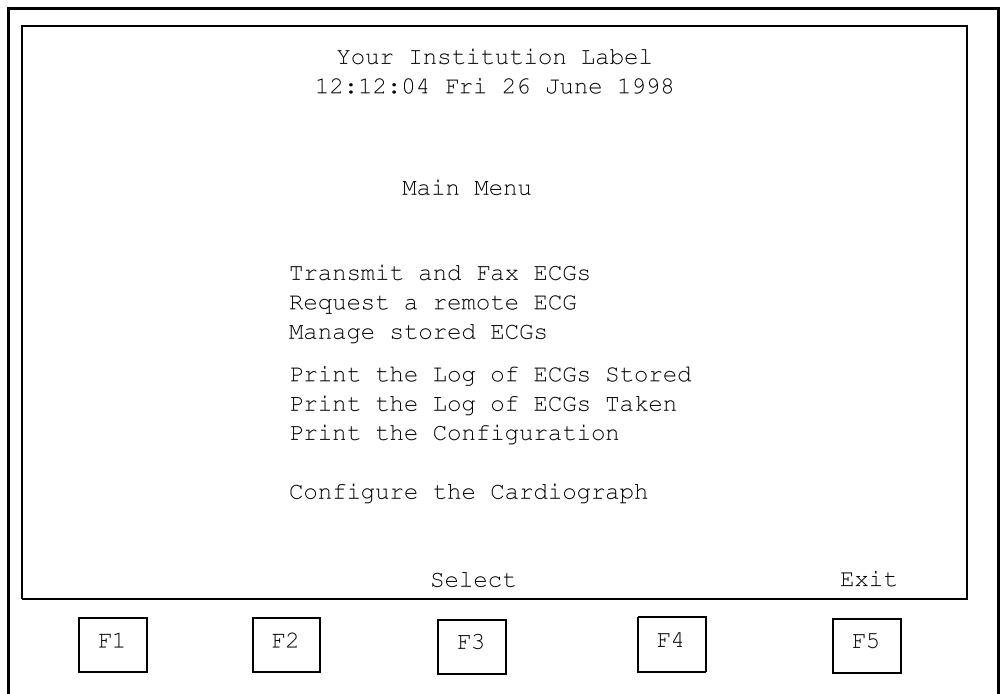 Your Institution Label
12:12:04 Fri 26 June 1998
Main Menu
Transmit and Fax ECGs
Request a remote ECG
Manage stored ECGs
Print the Log of ECGs Stored
Print the Log of ECGs Taken
Print the Configuration
Configure the Cardiograph
Select Exit
F1 F2 F3 F4 F5